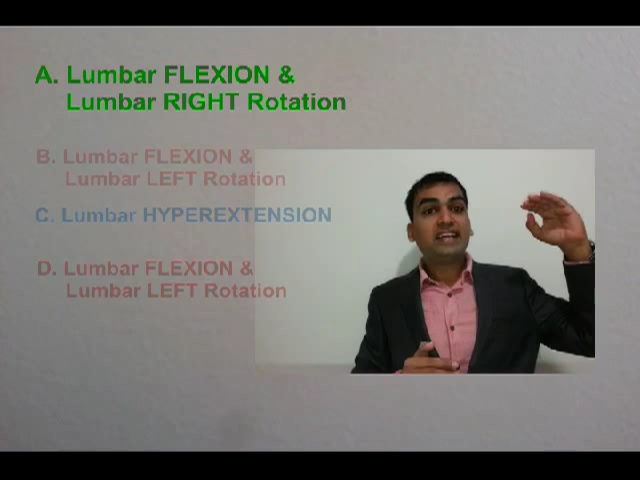 A. Lumbar FLEXION &
Lumbar RIGHT Rotation
B. Lumbar FLEXION &
Lumbar LEFT Rotation
C. Lumbar HYPEREXTENSION
D. Lumbar FLEXION &
Lumbar LEFT Rotation